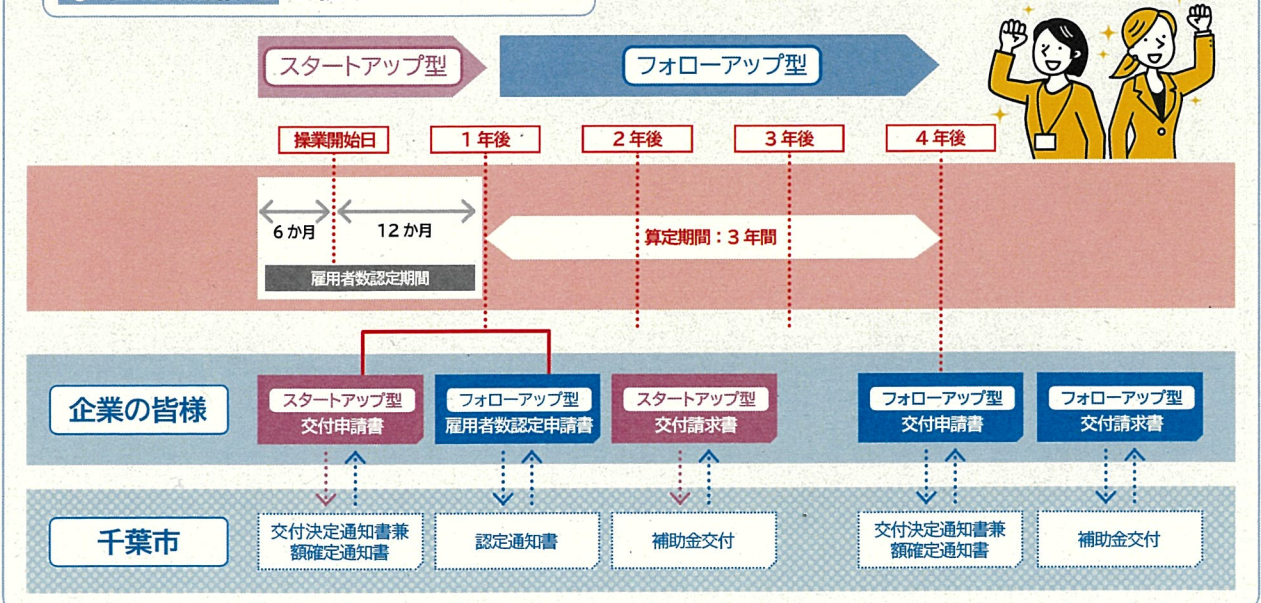 スタートアップ型
フォローアップ型
操業開始日
1年後
2年後
3年後
4年後
6か月
12か月
算定期間：3年間
雇用者数認定期間
企業の皆様
スタートアップ型
交付申請書
フォローアップ型
雇用者数認定申請書
スタートアップ型
交付請求書
フォローアップ型
交付申請書
フォローアップ型
交付請求書
千葉市
交付決定通知書兼
額確定通知書
認定通知書
補助金交付
交付決定通知書兼
額確定通知書
補助金交付